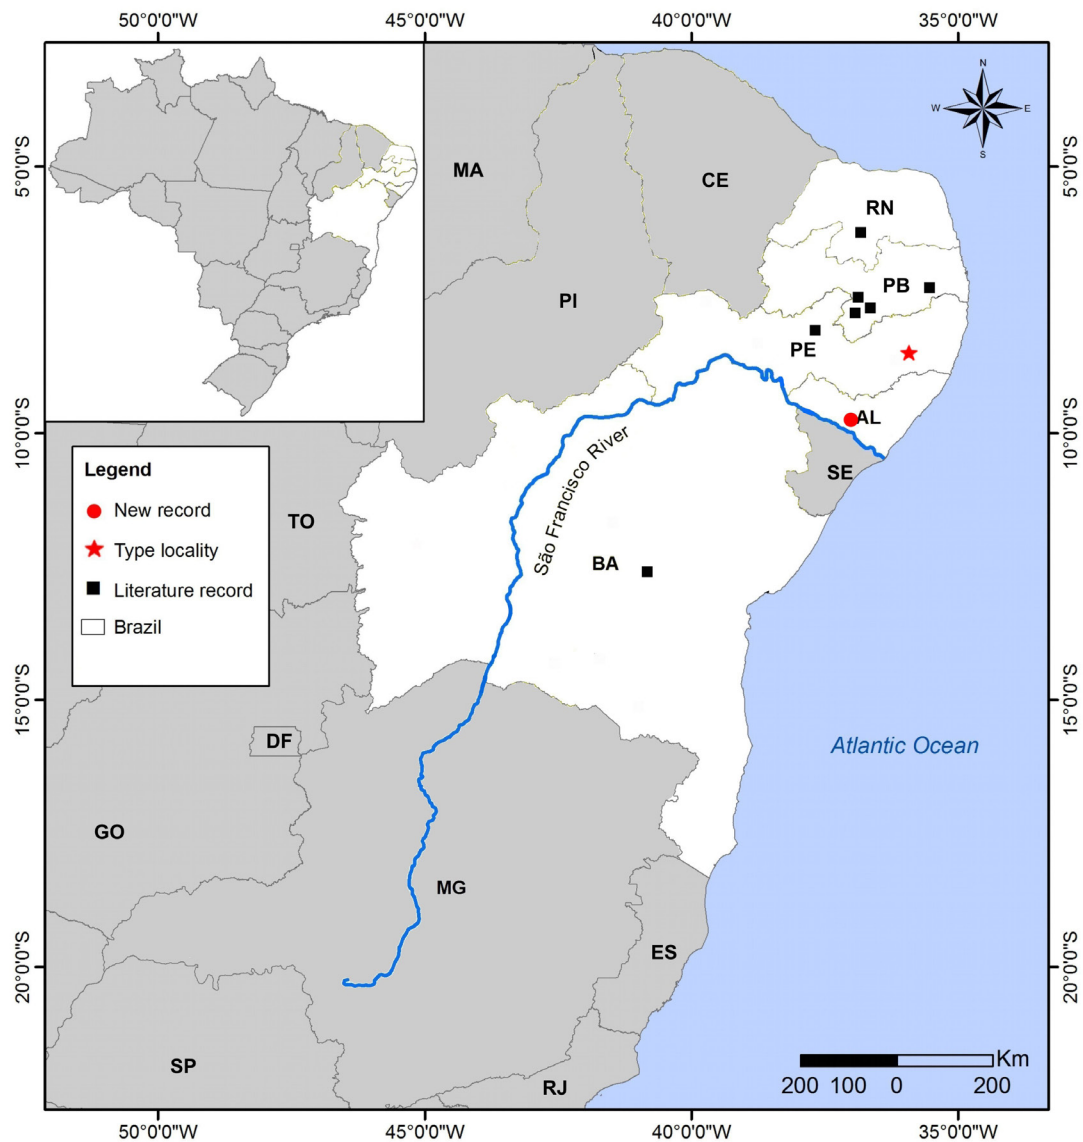 50°0'0"W 45°0'0"W 40°0'0"W 35°0'0"W
N
W E
S
5°0'0"S 5°0'0"S
MA
CE
RN
PI
PB
PE
AL
10°0'0"S 10°0'0"S
SE
São Francisco River
BA
Legend
New record
Type locality
Literature record
Brazil
TO
15°0'0"S 15°0'0"S
DF
Atlantic Ocean
GO
MG
ES
20°0'0"S 20°0'0"S
SP
RJ
Km
200 100 0 200
50°0'0"W 45°0'0"W 40°0'0"W 35°0'0"W